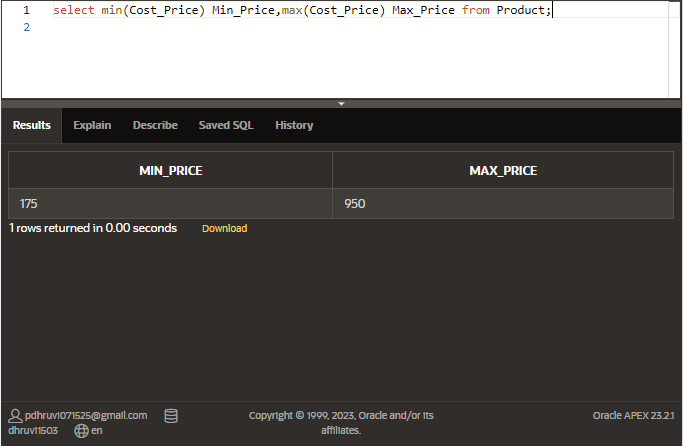 1 select min(Cost_Price) Min_Price,max(Cost_Price) Max_Price from Product;
2
Results Explain Describe Saved SQL History
MIN_PRICE MAX_PRICE
175 950
1 rows returned in 0.00 seconds Download
pdhruv1071525@gmail.com Copyright © 1999, 2023, Oracle and/or its Oracle APEX 23.2.1
dhruv11503 en affiliates.